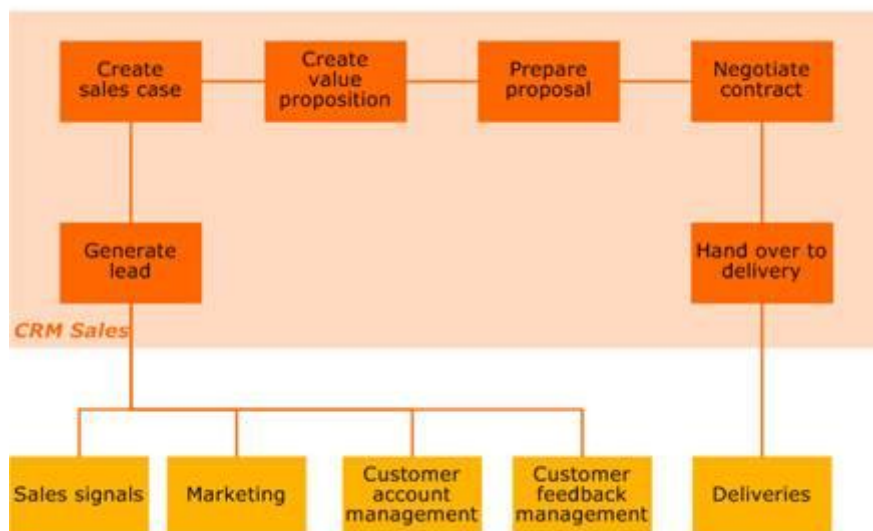 Create
sales case
Create
value
proposition
Prepare
proposal
Negotiate
contract
Generate
lead
Hand over to
delivery
CRM Sales
Sales signals
Marketing
Customer
account
management
Customer
feedback
management
Deliveries